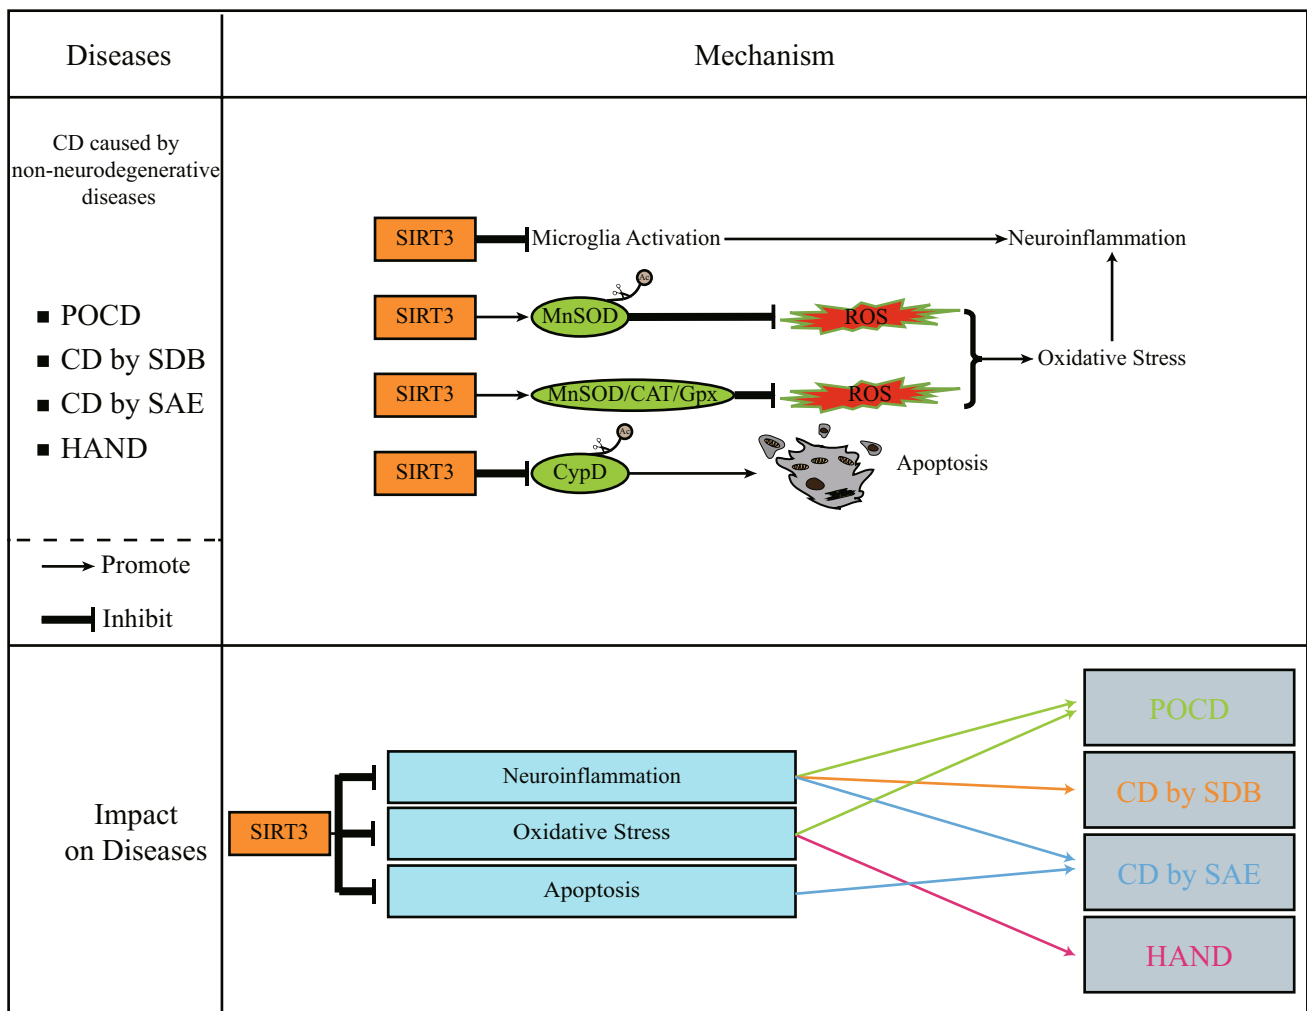 Diseases
Mechanism
CD caused by
non-neurodegenerative
diseases
POCD
CD by SDB
CD by SAE
HAND
Promote
Inhibit
SIRT3
Microglia Activation
Neuroinflammation
SIRT3
MnSOD
Ac
ROS
Oxidative Stress
SIRT3
MnSOD/CAT/Gpx
ROS
SIRT3
CypD
Ac
Apoptosis
Impact
on Diseases
SIRT3
Neuroinflammation
Oxidative Stress
Apoptosis
POCD
CD by SDB
CD by SAE
HAND